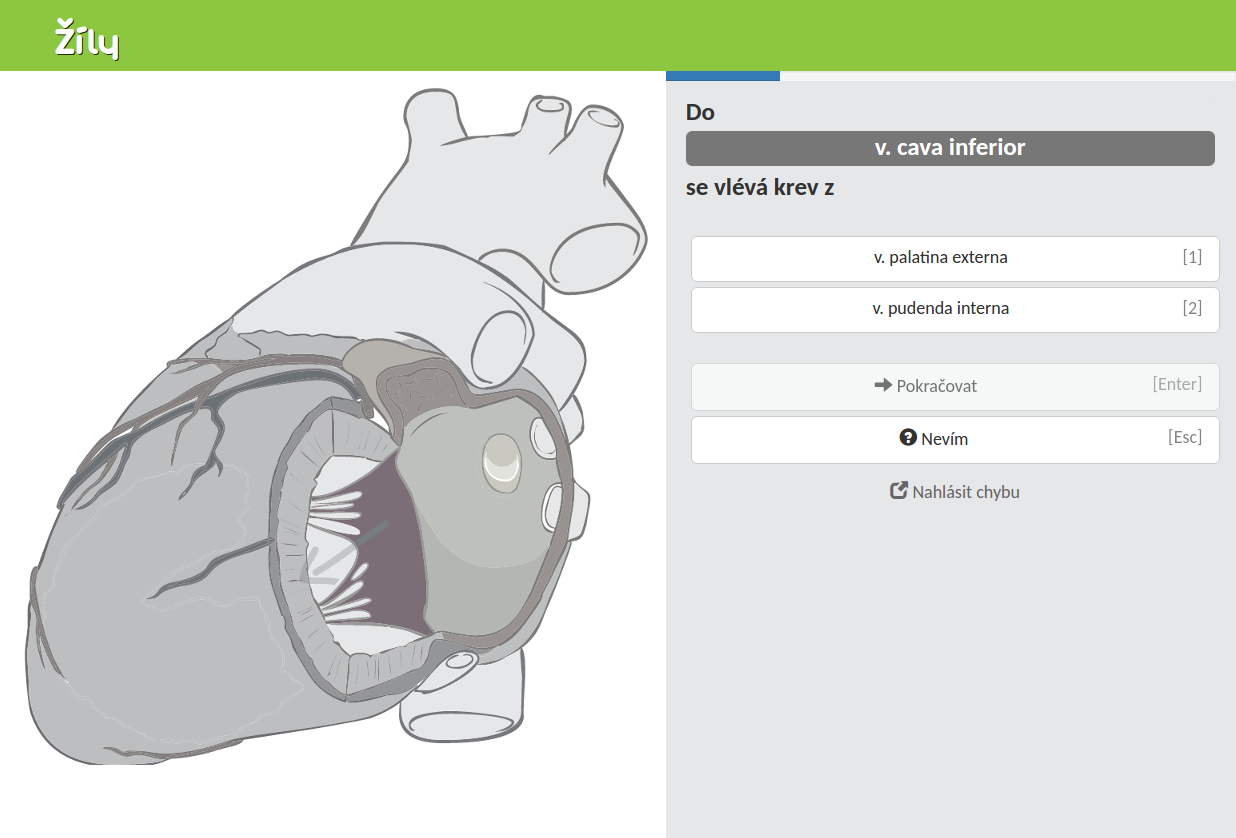 Žíly
Do
v. cava inferior
se vlévá krev z
v. palatina externa [1]
v. pudenda interna [2]
Pokračovat [Enter]
Nevím [Esc]
Nahlásit chybu